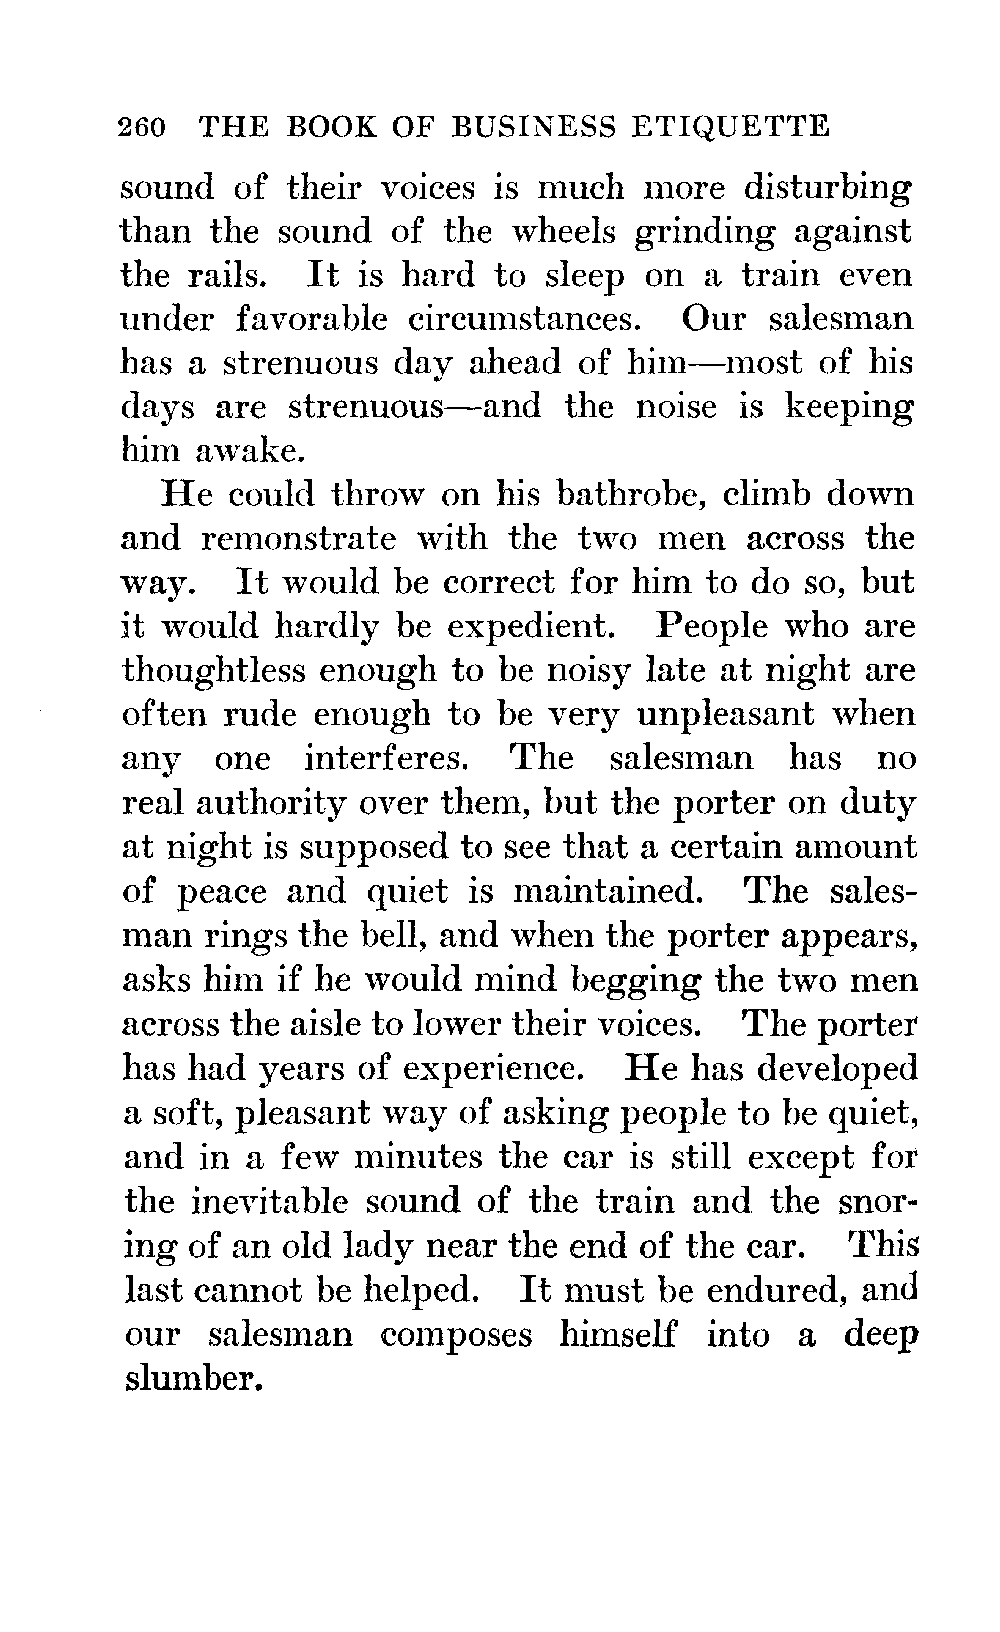 260 THE BOOK OF BUSINESS ETIQUETTE
sound of their voices is much more disturbing
than the sound of the wheels grinding against
the rails. It is hard to sleep on a train even
under favorable circumstances. Our salesman
has a strenuous day ahead of him—most of his
days are strenuous—and the noise is keeping
him awake.
He could throw on his bathrobe, climb down
and remonstrate with the two men across the
way. It would be correct for him to do so, but
it would hardly be expedient. People who are
thoughtless enough to be noisy late at night are
often rude enough to be very unpleasant when
any one interferes. The salesman has no
real authority over them, but the porter on duty
at night is supposed to see that a certain amount
of peace and quiet is maintained. The sales-
man rings the bell, and when the porter appears,
asks him if he would mind begging the two men
across the aisle to lower their voices. The porter
has had years of experience. He has developed
a soft, pleasant way of asking people to be quiet,
and in a few minutes the car is still except for
the inevitable sound of the train and the snor-
ing of an old lady near the end of the car. This
last cannot be helped. It must be endured, and
our salesman composes himself into a deep
slumber.